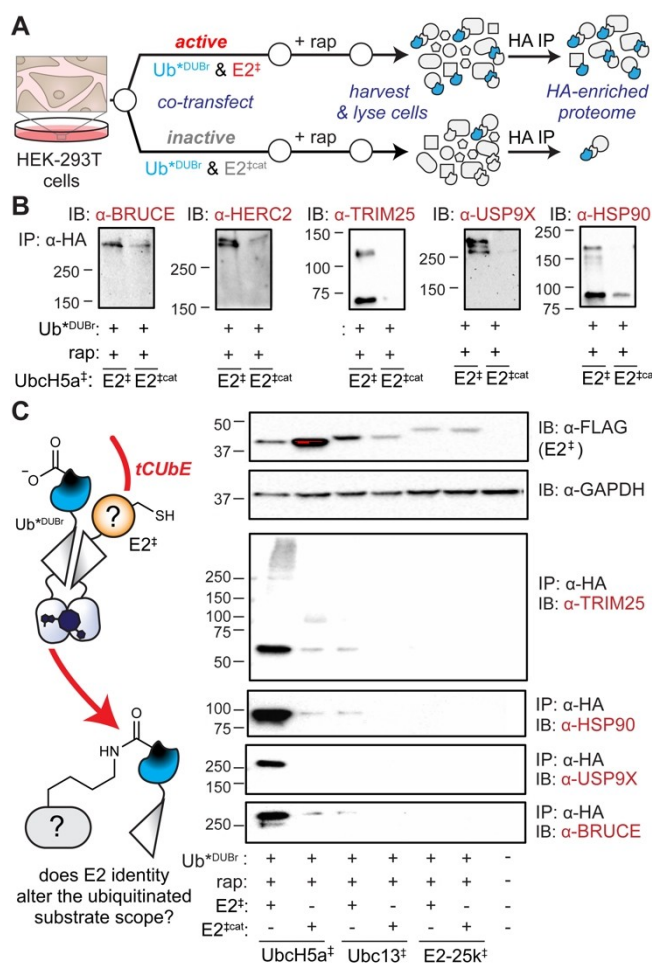 A
active
Ub*DUBr & E2‡
+ rap
HA IP
co-transfect
harvest
& lyse cells
HA-enriched
proteome
inactive
Ub*DUBr & E2‡cat
+ rap
HA IP
HEK-293T
cells
B
IB: α-BRUCE
IB: α-HERC2
IB: α-TRIM25
IB: α-USP9X
IB: α-HSP90
IP: α-HA
250
150
250
150
150
100
75
250
150
250
150
100
75
Ub*DUBr: + + + + : + + + + + +
rap: + + + + + + + + + +
UbcH5a‡: E2‡ E2‡cat E2‡ E2‡cat E2‡ E2‡cat E2‡ E2‡cat E2‡ E2‡cat
C
O
-O
tCUbE
Ub*DUBr
?
SH
E2‡
O
HN
?
does E2 identity
alter the ubiquitinated
substrate scope?
50
37
IB: α-FLAG
(E2‡)
37
IB: α-GAPDH
250
150
100
75
50
IP: α-HA
IB: α-TRIM25
100
75
IP: α-HA
IB: α-HSP90
250
150
IP: α-HA
IB: α-USP9X
250
IP: α-HA
IB: α-BRUCE
Ub*DUBr: + + + + + + -
rap: + + + + + + -
E2‡: + - + - + - -
E2‡cat: - + - + - + -
UbcH5a‡ Ubc13‡ E2-25k‡